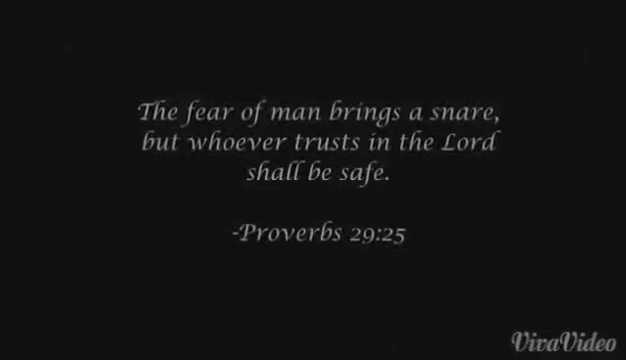 The fear of man brings a snare,
but whoever trusts in the Lord
shall be safe.
-Proverbs 29:25
VivaVideo